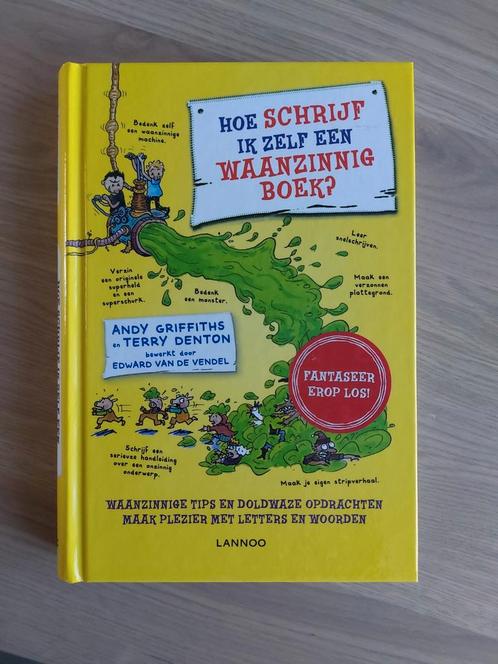 HOE SCHRIJF
IK ZELF EEN
WAANZINNIG
BOEK?
Bedenk zelf
een waanzinnige
machine.
Leer
snelschrijven.
Verzin
een originele
superheld
en een
superschurk.
Bedenk
een monster.
Maak een
verzonnen
plattegrond.
ANDY GRIFFITHS
en TERRY DENTON
bewerkt door
EDWARD VAN DE VENDEL
FANTASEER
EROP LOS!
Schrijf een
serieuze handleiding
over een onzinnig
onderwerp.
Maak je eigen stripverhaal.
WAANZINNIGE TIPS EN DOLDWAZE OPDRACHTEN
MAAK PLEZIER MET LETTERS EN WOORDEN
LANNOO